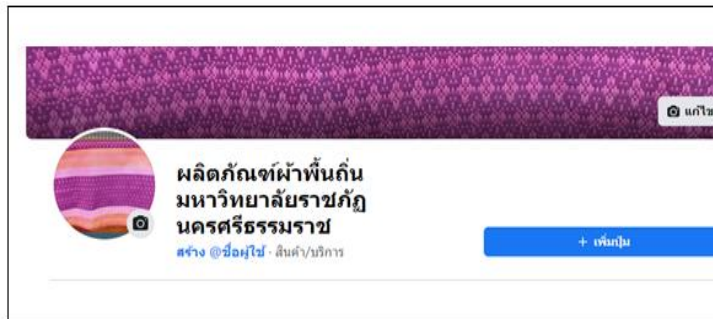 แก้ไข
ผลิตภัณฑ์ผ้าพื้นถิ่น
มหาวิทยาลัยราชภัฏ
นครศรีธรรมราช
สร้าง @ชื่อผู้ใช้ · สินค้า/บริการ
+ เพิ่มปุ่ม